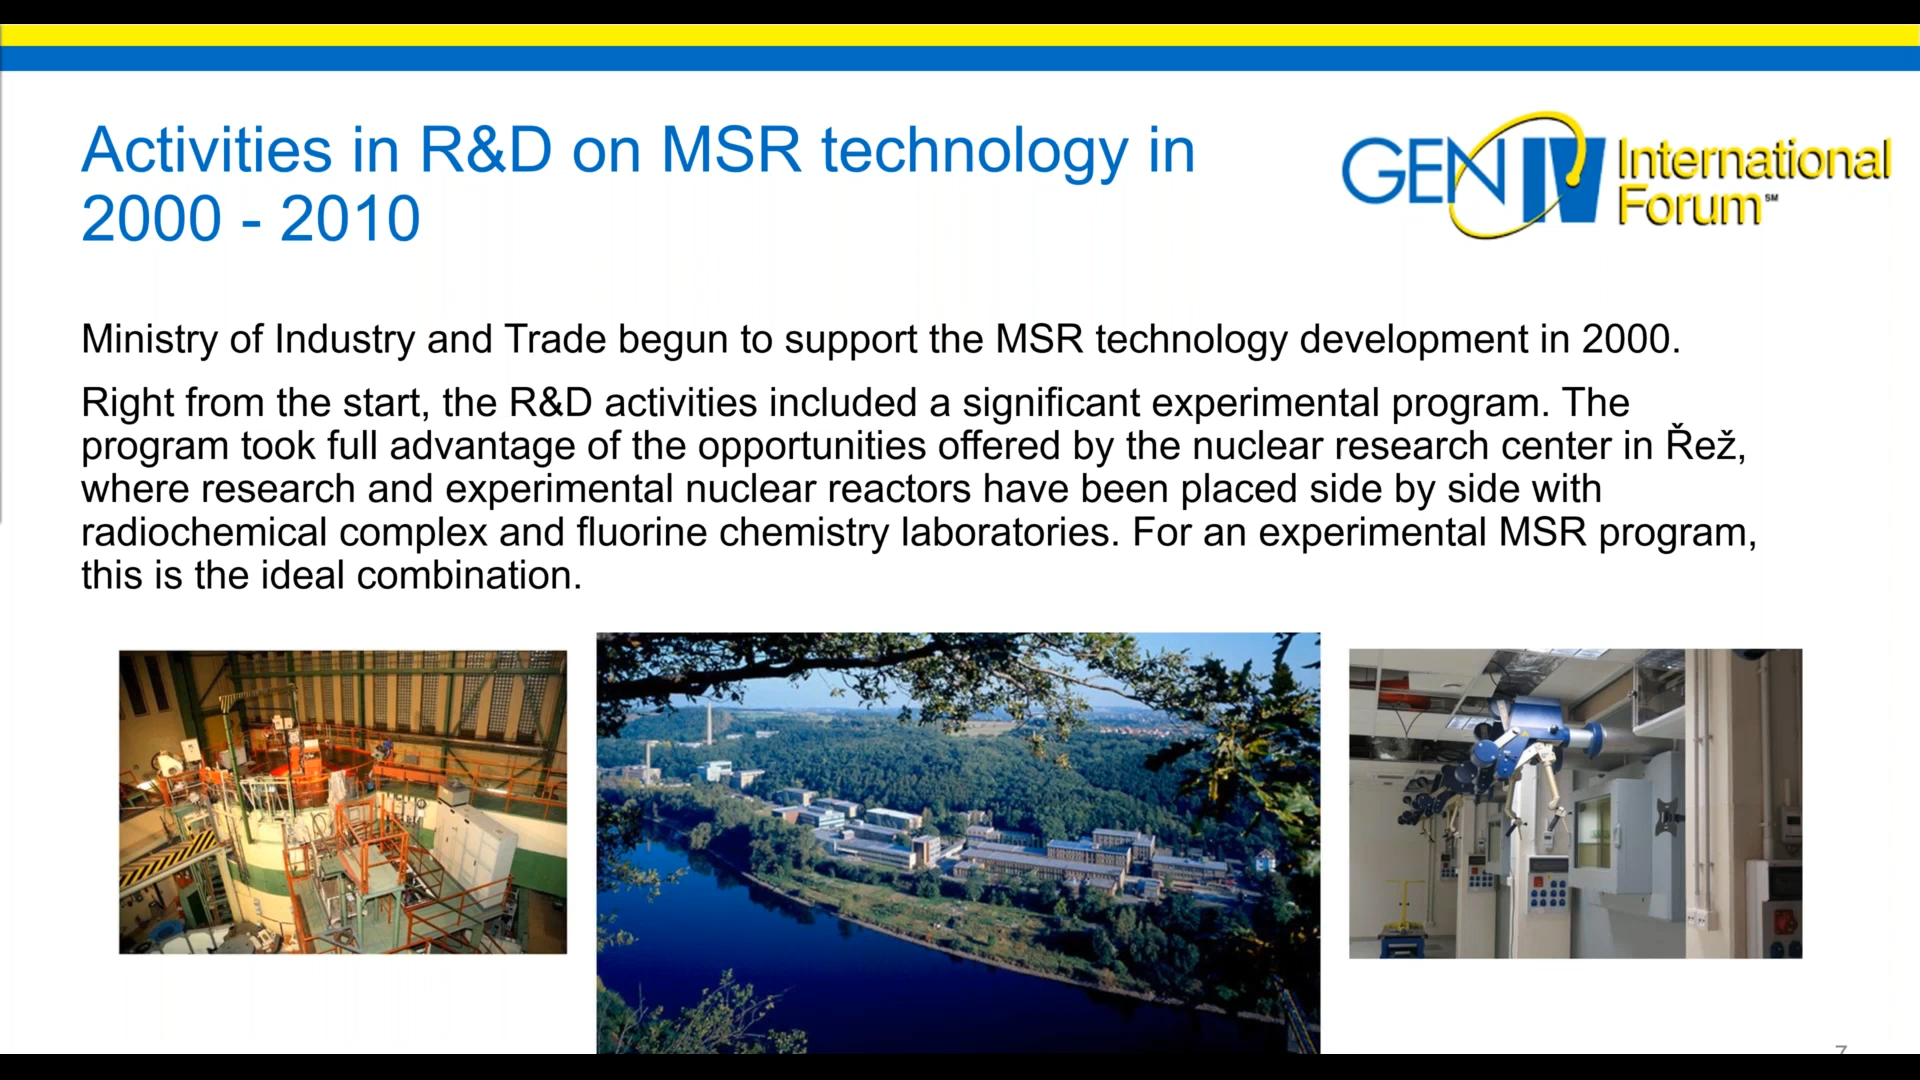 Activities in R&D on MSR technology in
2000 - 2010
GEN IV International
Forum℠
Ministry of Industry and Trade begun to support the MSR technology development in 2000.
Right from the start, the R&D activities included a significant experimental program. The
program took full advantage of the opportunities offered by the nuclear research center in Řež,
where research and experimental nuclear reactors have been placed side by side with
radiochemical complex and fluorine chemistry laboratories. For an experimental MSR program,
this is the ideal combination.
7